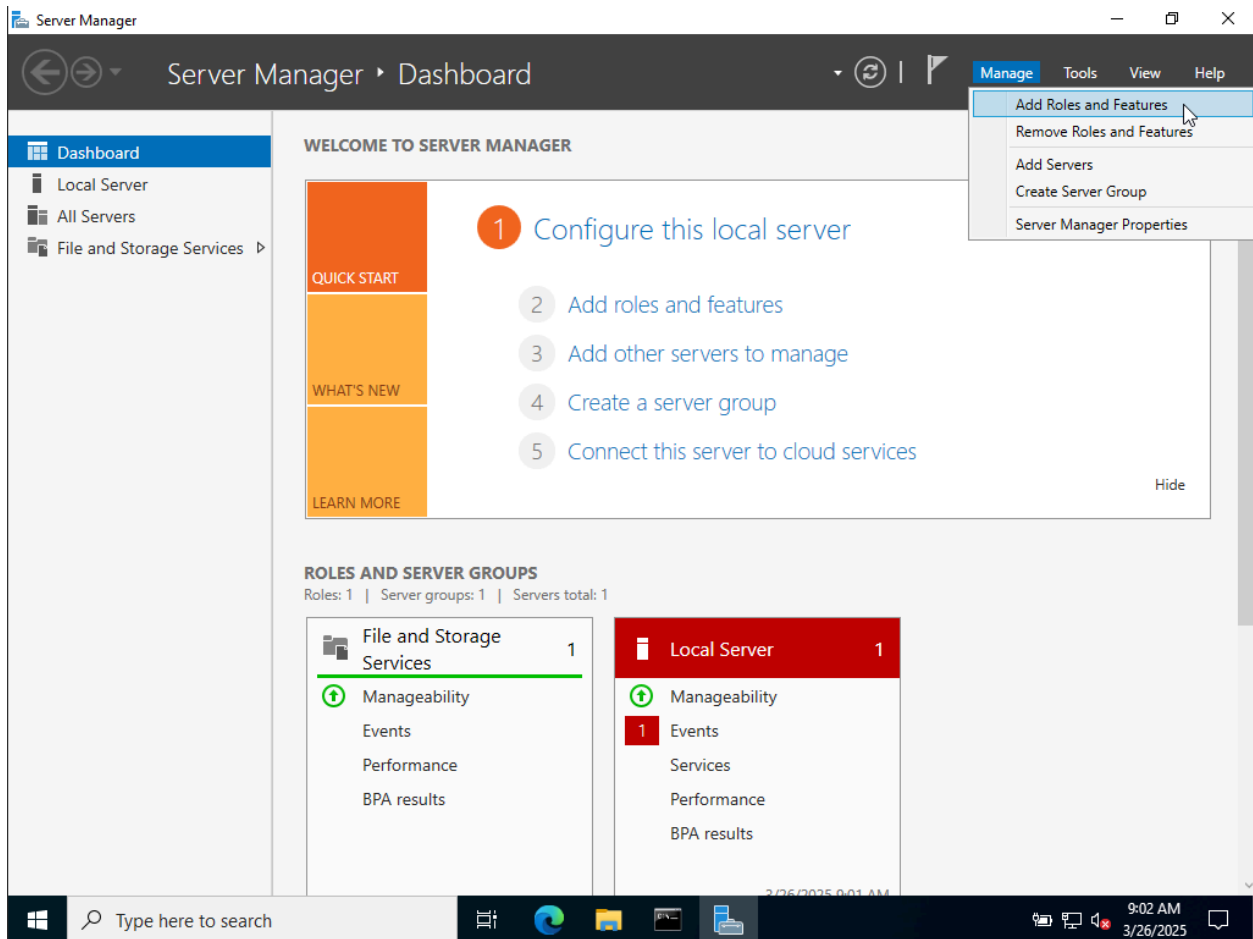 Server Manager
Server Manager • Dashboard
Manage Tools View Help
Add Roles and Features
Remove Roles and Features
Add Servers
Create Server Group
Server Manager Properties
Dashboard
Local Server
All Servers
File and Storage Services
WELCOME TO SERVER MANAGER
QUICK START
WHAT'S NEW
LEARN MORE
1 Configure this local server
2 Add roles and features
3 Add other servers to manage
4 Create a server group
5 Connect this server to cloud services
Hide
ROLES AND SERVER GROUPS
Roles: 1 | Server groups: 1 | Servers total: 1
File and Storage
Services 1
Manageability
Events
Performance
BPA results
Local Server 1
Manageability
1 Events
Services
Performance
BPA results
3/26/2025 9:01 AM
Type here to search
9:02 AM
3/26/2025